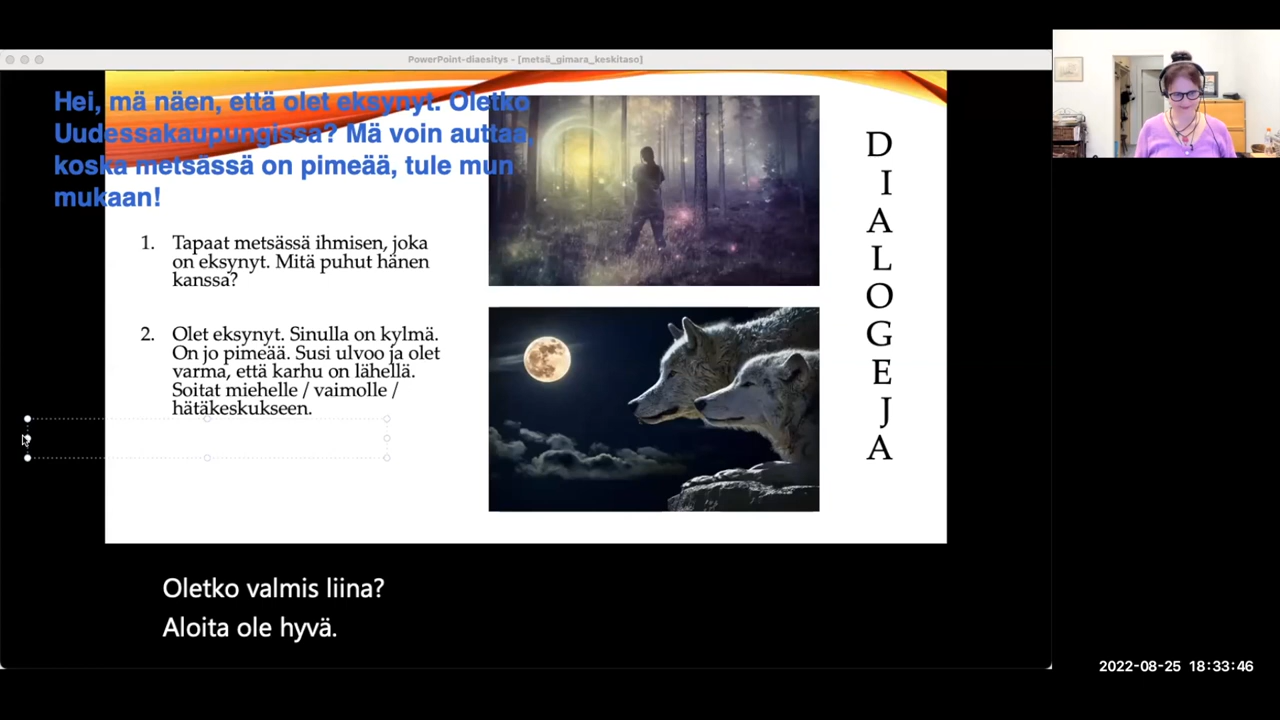 PowerPoint-diaesitys - [metsä_gimara_keskitaso]
Hei, mä näen, että olet eksynyt. Oletko
Uudessakaupungissa? Mä voin auttaa,
koska metsässä on pimeää, tule mun
mukaan!
1. Tapaat metsässä ihmisen, joka
on eksynyt. Mitä puhut hänen
kanssa?
2. Olet eksynyt. Sinulla on kylmä.
On jo pimeää. Susi ulvoo ja olet
varma, että karhu on lähellä.
Soitat miehelle / vaimolle /
hätäkeskukseen.
D
I
A
L
O
G
E
J
A
Oletko valmis liina?
Aloita ole hyvä.
2022-08-25 18:33:46